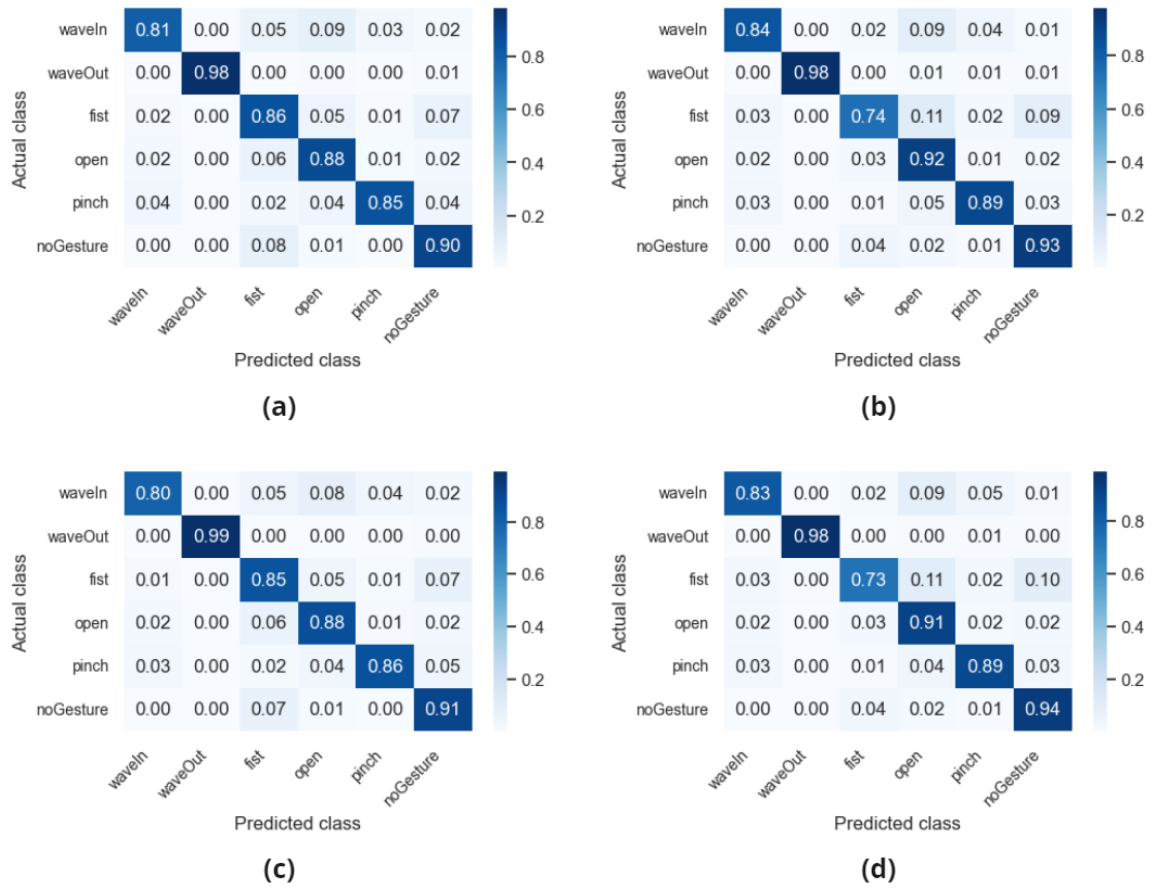 waveIn 0.81 0.00 0.05 0.09 0.03 0.02
waveOut 0.00 0.98 0.00 0.00 0.00 0.01
fist 0.02 0.00 0.86 0.05 0.01 0.07
open 0.02 0.00 0.06 0.88 0.01 0.02
pinch 0.04 0.00 0.02 0.04 0.85 0.04
noGesture 0.00 0.00 0.08 0.01 0.00 0.90
Actual class
0.8
0.6
0.4
0.2
waveIn waveOut fist open pinch noGesture
Predicted class
(a)
waveIn 0.84 0.00 0.02 0.09 0.04 0.01
waveOut 0.00 0.98 0.00 0.01 0.01 0.01
fist 0.03 0.00 0.74 0.11 0.02 0.09
open 0.02 0.00 0.03 0.92 0.01 0.02
pinch 0.03 0.00 0.01 0.05 0.89 0.03
noGesture 0.00 0.00 0.04 0.02 0.01 0.93
Actual class
0.8
0.6
0.4
0.2
waveIn waveOut fist open pinch noGesture
Predicted class
(b)
waveIn 0.80 0.00 0.05 0.08 0.04 0.02
waveOut 0.00 0.99 0.00 0.00 0.00 0.00
fist 0.01 0.00 0.85 0.05 0.01 0.07
open 0.02 0.00 0.06 0.88 0.01 0.02
pinch 0.03 0.00 0.02 0.04 0.86 0.05
noGesture 0.00 0.00 0.07 0.01 0.00 0.91
Actual class
0.8
0.6
0.4
0.2
waveIn waveOut fist open pinch noGesture
Predicted class
(c)
waveIn 0.83 0.00 0.02 0.09 0.05 0.01
waveOut 0.00 0.98 0.00 0.00 0.01 0.00
fist 0.03 0.00 0.73 0.11 0.02 0.10
open 0.02 0.00 0.03 0.91 0.02 0.02
pinch 0.03 0.00 0.01 0.04 0.89 0.03
noGesture 0.00 0.00 0.04 0.02 0.01 0.94
Actual class
0.8
0.6
0.4
0.2
waveIn waveOut fist open pinch noGesture
Predicted class
(d)